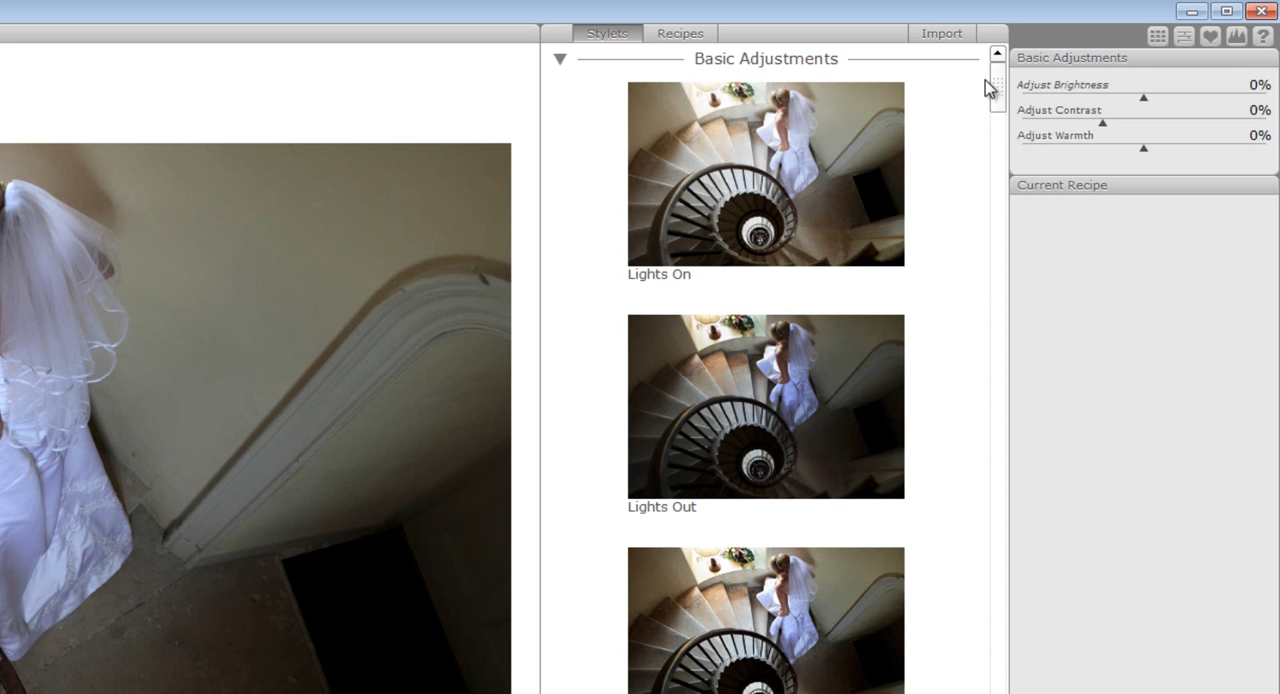 Stylets Recipes Import
Basic Adjustments
Lights On
Lights Out
Basic Adjustments
Adjust Brightness 0%
Adjust Contrast 0%
Adjust Warmth 0%
Current Recipe